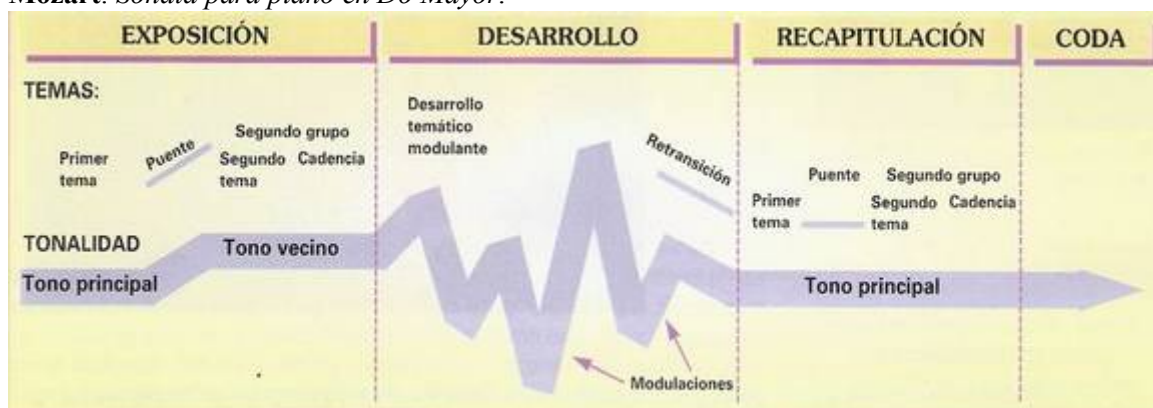 Mozart. Sonata para piano en Do Mayor.
EXPOSICIÓN
DESARROLLO
RECAPITULACIÓN
CODA
TEMAS:
Primer
tema
Puente
Segundo grupo
Segundo Cadencia
tema
Desarrollo
temático
modulante
Retransición
Puente Segundo grupo
Primer
tema
Segundo Cadencia
tema
TONALIDAD
Tono principal
Tono vecino
Tono principal
Modulaciones